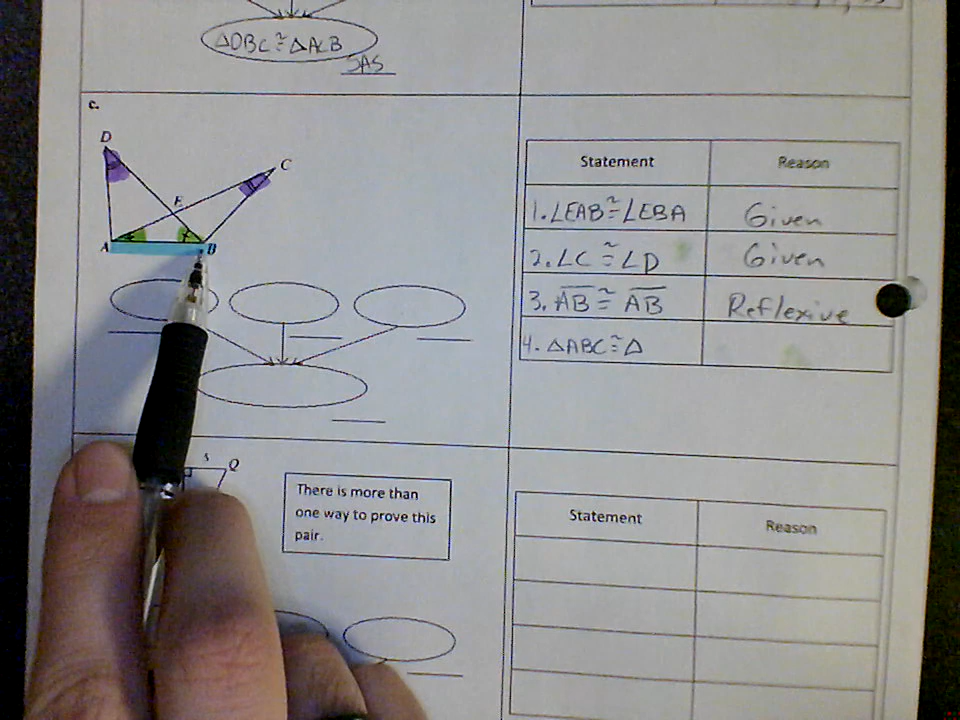 △DBC ≅ △ACB
SAS
c.
D
C
E
A
B
Statement
Reason
1. ∠EAB ≅ ∠EBA
Given
2. ∠C ≅ ∠D
Given
3. AB ≅ AB
Reflexive
4. △ABC ≅ △
s
Q
There is more than
one way to prove this
pair.
Statement
Reason